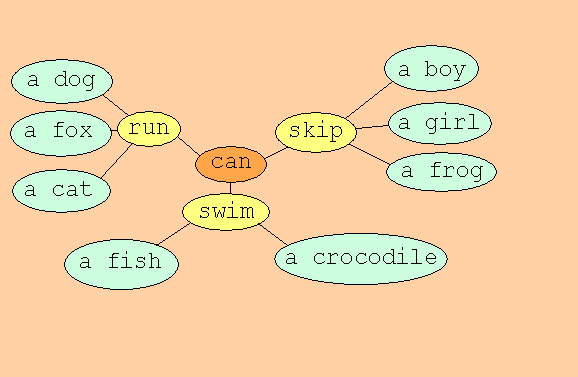 a dog
a fox
a cat
run
can
skip
a boy
a girl
a frog
swim
a fish
a crocodile